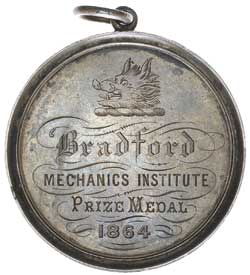 Bradford
MECHANICS INSTITUTE
PRIZE MEDAL
1864